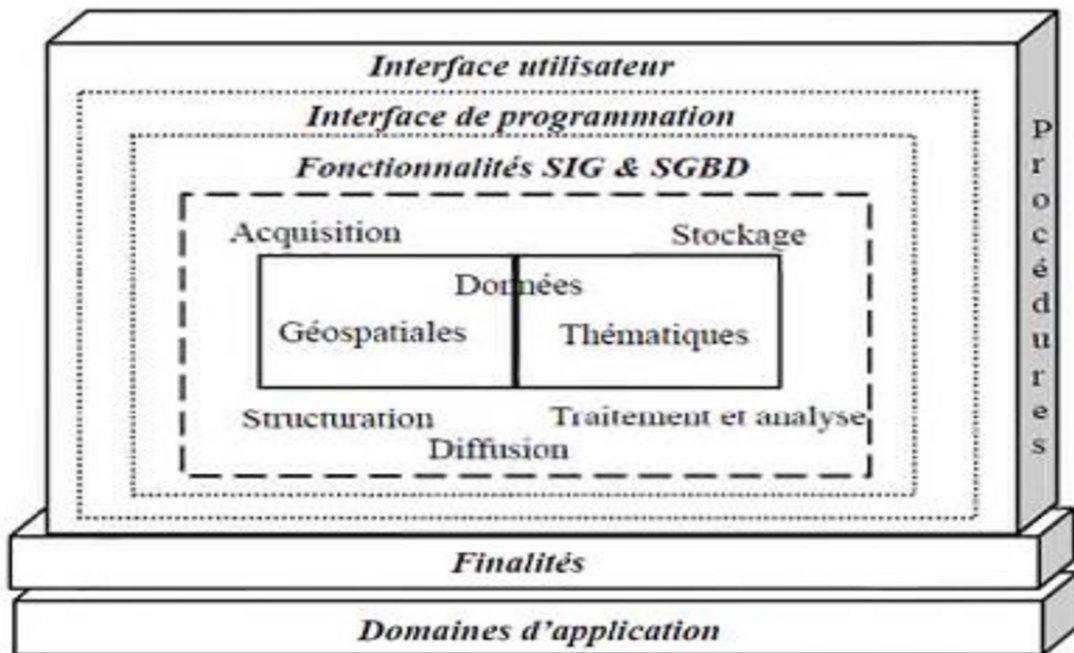 Interface utilisateur
Interface de programmation
Fonctionnalités SIG & SGBD
Acquisition
Stockage
Données
Géospatiales
Thématiques
Structuration
Traitement et analyse
Diffusion
Procédures
Finalités
Domaines d'application